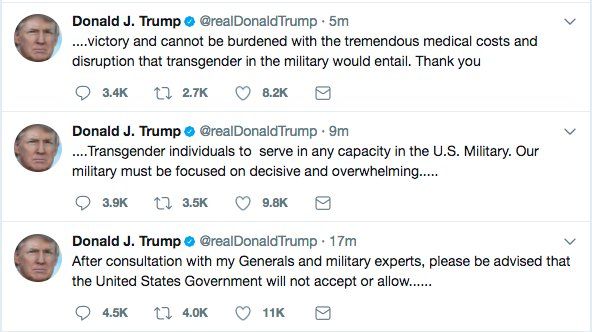 Donald J. Trump @realDonaldTrump · 5m
....victory and cannot be burdened with the tremendous medical costs and
disruption that transgender in the military would entail. Thank you
3.4K 2.7K 8.2K
Donald J. Trump @realDonaldTrump · 9m
....Transgender individuals to serve in any capacity in the U.S. Military. Our
military must be focused on decisive and overwhelming.....
3.9K 3.5K 9.8K
Donald J. Trump @realDonaldTrump · 17m
After consultation with my Generals and military experts, please be advised that
the United States Government will not accept or allow......
4.5K 4.0K 11K